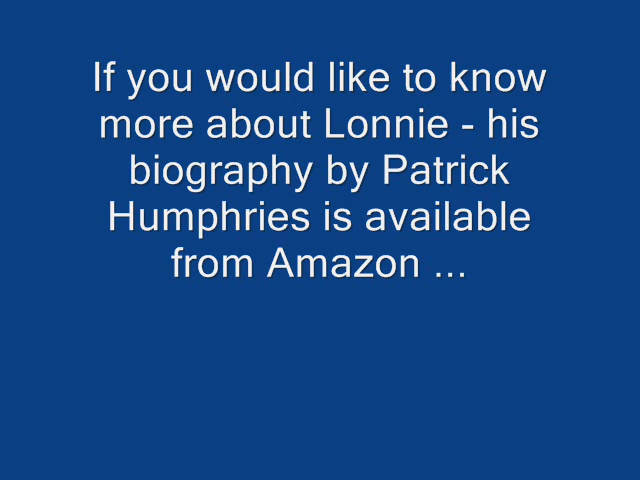 If you would like to know
more about Lonnie - his
biography by Patrick
Humphries is available
from Amazon ...